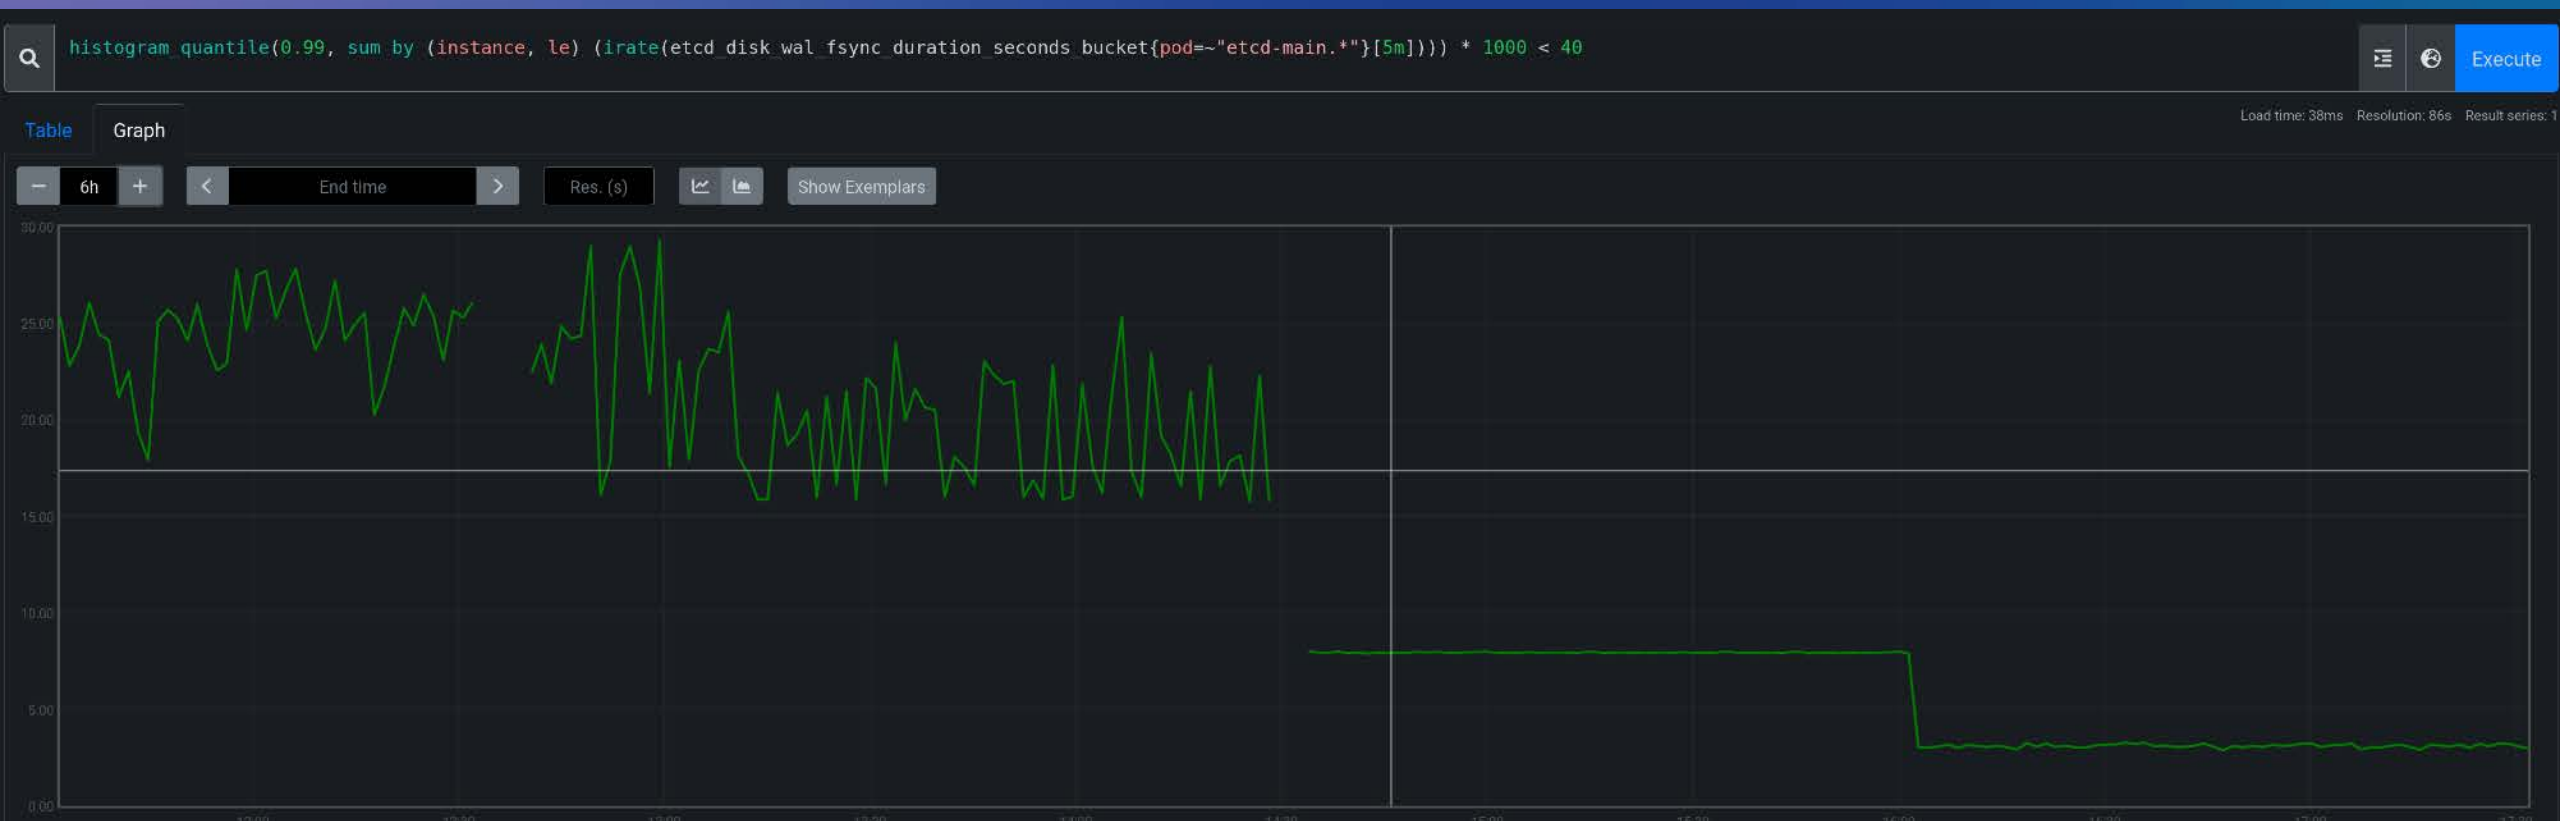 histogram_quantile(0.99, sum by (instance, le) (irate(etcd_disk_wal_fsync_duration_seconds_bucket{pod=~"etcd-main.*"}[5m]))) * 1000 < 40
Execute
Table
Graph
Load time: 38ms Resolution: 86s Result series: 1
6h
End time
Res. (s)
Show Exemplars
30.00
25.00
20.00
15.00
10.00
5.00
0.00